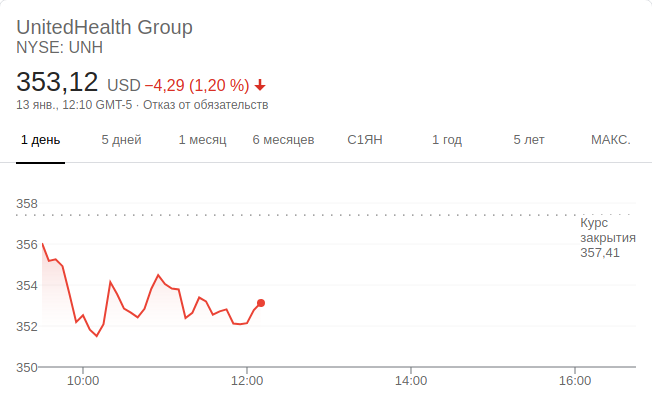 UnitedHealth Group
NYSE: UNH
353,12 USD −4,29 (1,20 %)
13 янв., 12:10 GMT-5 · Отказ от обязательств
1 день 5 дней 1 месяц 6 месяцев С1ЯН 1 год 5 лет МАКС.
358
Курс
закрытия
357,41
356
354
352
350
10:00 12:00 14:00 16:00